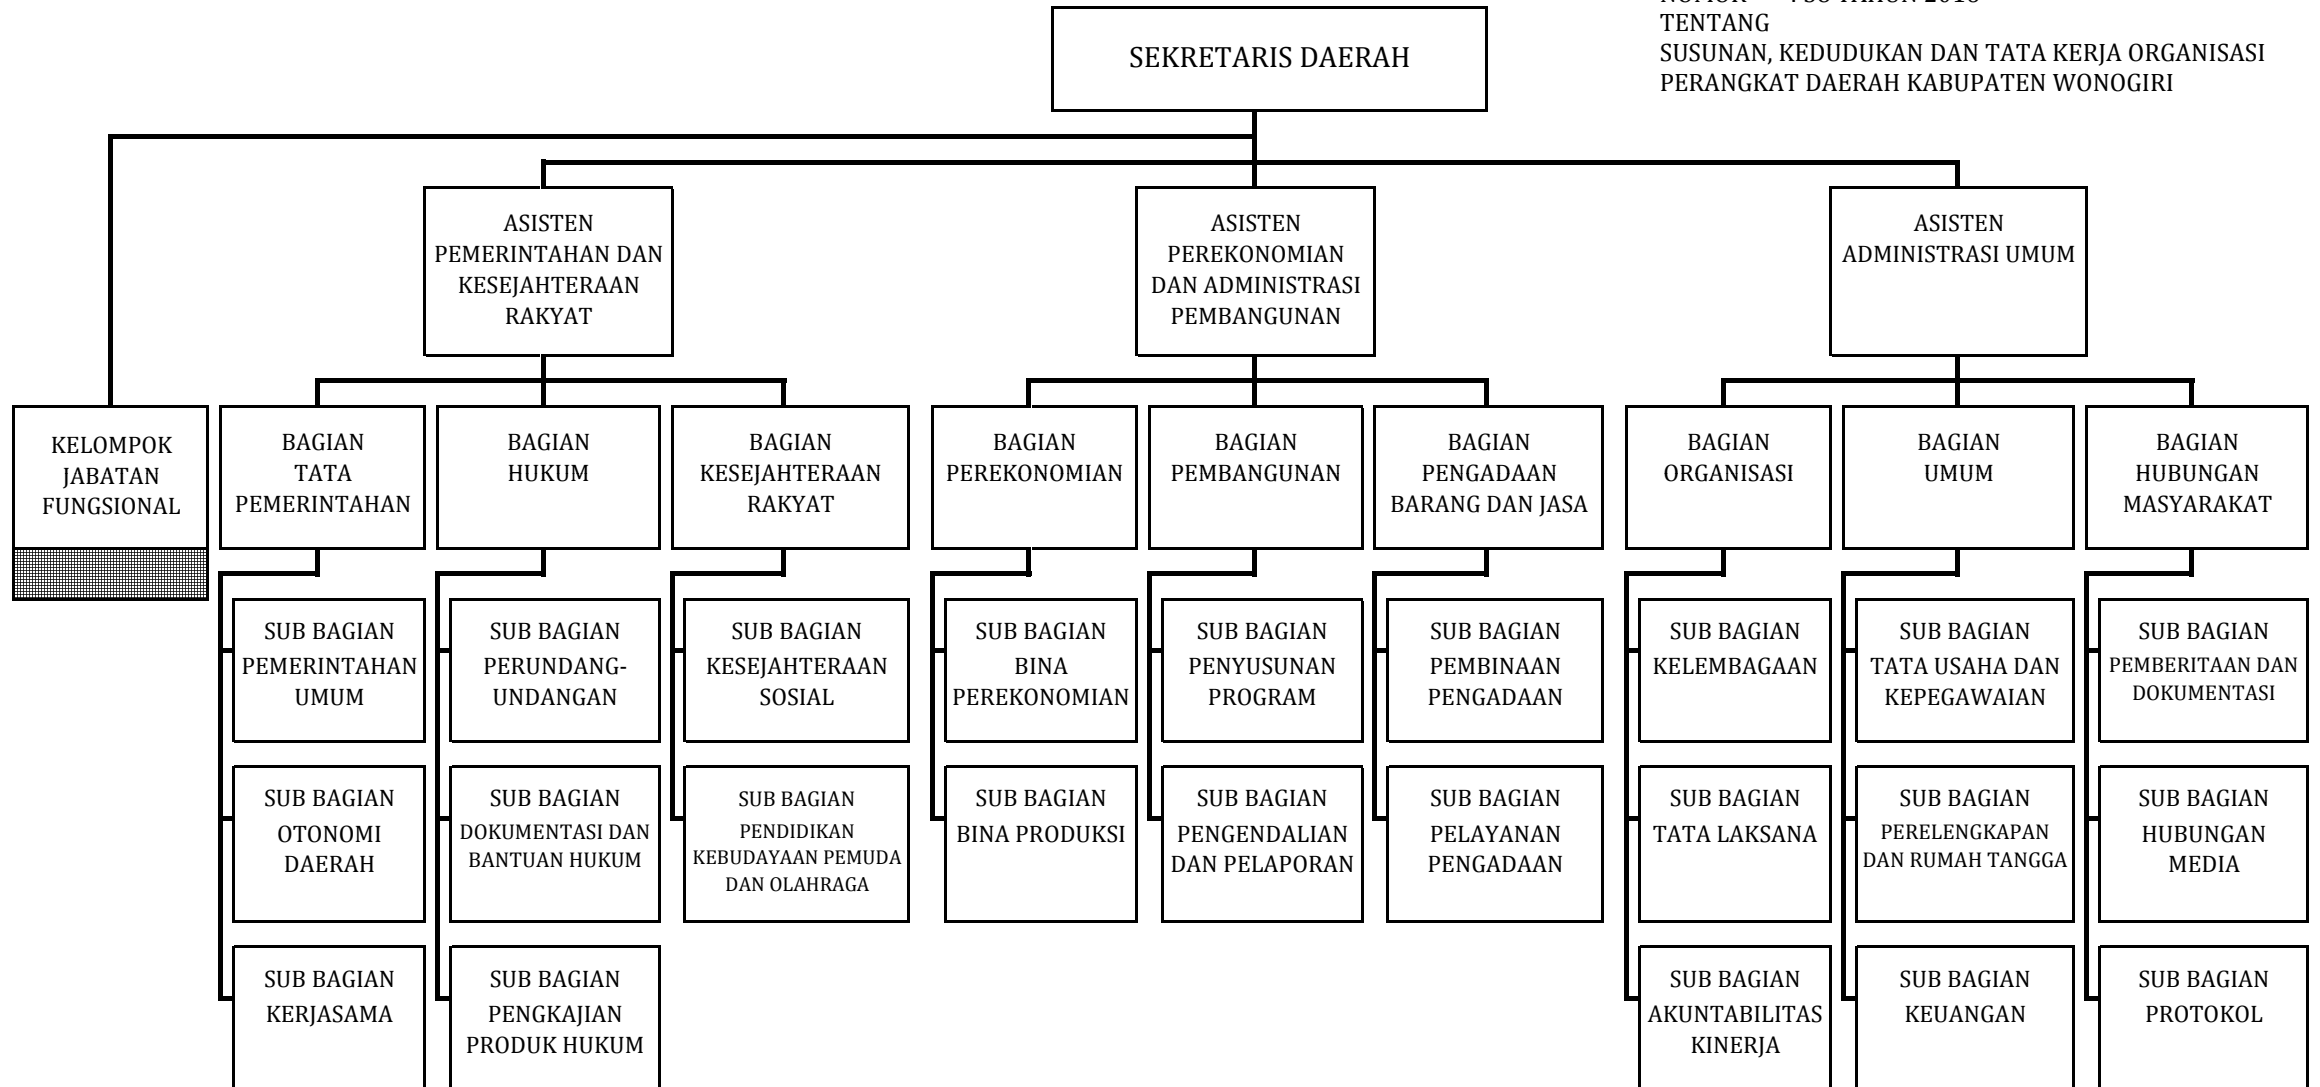 TENTANG
SUSUNAN, KEDUDUKAN DAN TATA KERJA ORGANISASI
PERANGKAT DAERAH KABUPATEN WONOGIRI
SEKRETARIS DAERAH
ASISTEN
PEMERINTAHAN DAN
KESEJAHTERAAN
RAKYAT
ASISTEN
PEREKONOMIAN
DAN ADMINISTRASI
PEMBANGUNAN
ASISTEN
ADMINISTRASI UMUM
KELOMPOK
JABATAN
FUNGSIONAL
BAGIAN
TATA
PEMERINTAHAN
BAGIAN
HUKUM
BAGIAN
KESEJAHTERAAN
RAKYAT
BAGIAN
PEREKONOMIAN
BAGIAN
PEMBANGUNAN
BAGIAN
PENGADAAN
BARANG DAN JASA
BAGIAN
ORGANISASI
BAGIAN
UMUM
BAGIAN
HUBUNGAN
MASYARAKAT
SUB BAGIAN
PEMERINTAHAN
UMUM
SUB BAGIAN
PERUNDANG-
UNDANGAN
SUB BAGIAN
KESEJAHTERAAN
SOSIAL
SUB BAGIAN
BINA
PEREKONOMIAN
SUB BAGIAN
PENYUSUNAN
PROGRAM
SUB BAGIAN
PEMBINAAN
PENGADAAN
SUB BAGIAN
KELEMBAGAAN
SUB BAGIAN
TATA USAHA DAN
KEPEGAWAIAN
SUB BAGIAN
PEMBERITAAN DAN
DOKUMENTASI
SUB BAGIAN
OTONOMI
DAERAH
SUB BAGIAN
DOKUMENTASI DAN
BANTUAN HUKUM
SUB BAGIAN
PENDIDIKAN
KEBUDAYAAN PEMUDA
DAN OLAHRAGA
SUB BAGIAN
BINA PRODUKSI
SUB BAGIAN
PENGENDALIAN
DAN PELAPORAN
SUB BAGIAN
PELAYANAN
PENGADAAN
SUB BAGIAN
TATA LAKSANA
SUB BAGIAN
PERELENGKAPAN
DAN RUMAH TANGGA
SUB BAGIAN
HUBUNGAN
MEDIA
SUB BAGIAN
KERJASAMA
SUB BAGIAN
PENGKAJIAN
PRODUK HUKUM
SUB BAGIAN
AKUNTABILITAS
KINERJA
SUB BAGIAN
KEUANGAN
SUB BAGIAN
PROTOKOL